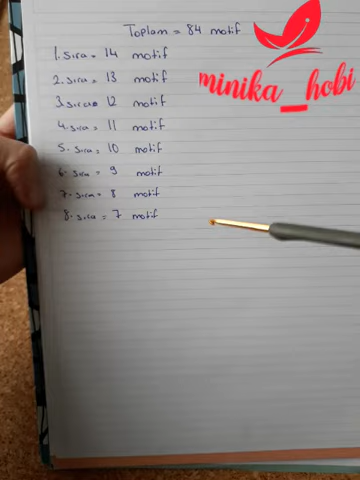 Toplam = 84 motif
1. sıra = 14 motif
2. sıra = 13 motif
3. sıra = 12 motif
4. sıra = 11 motif
5. sıra = 10 motif
6. sıra = 9 motif
7. sıra = 8 motif
8. sıra = 7 motif
minika_hobi